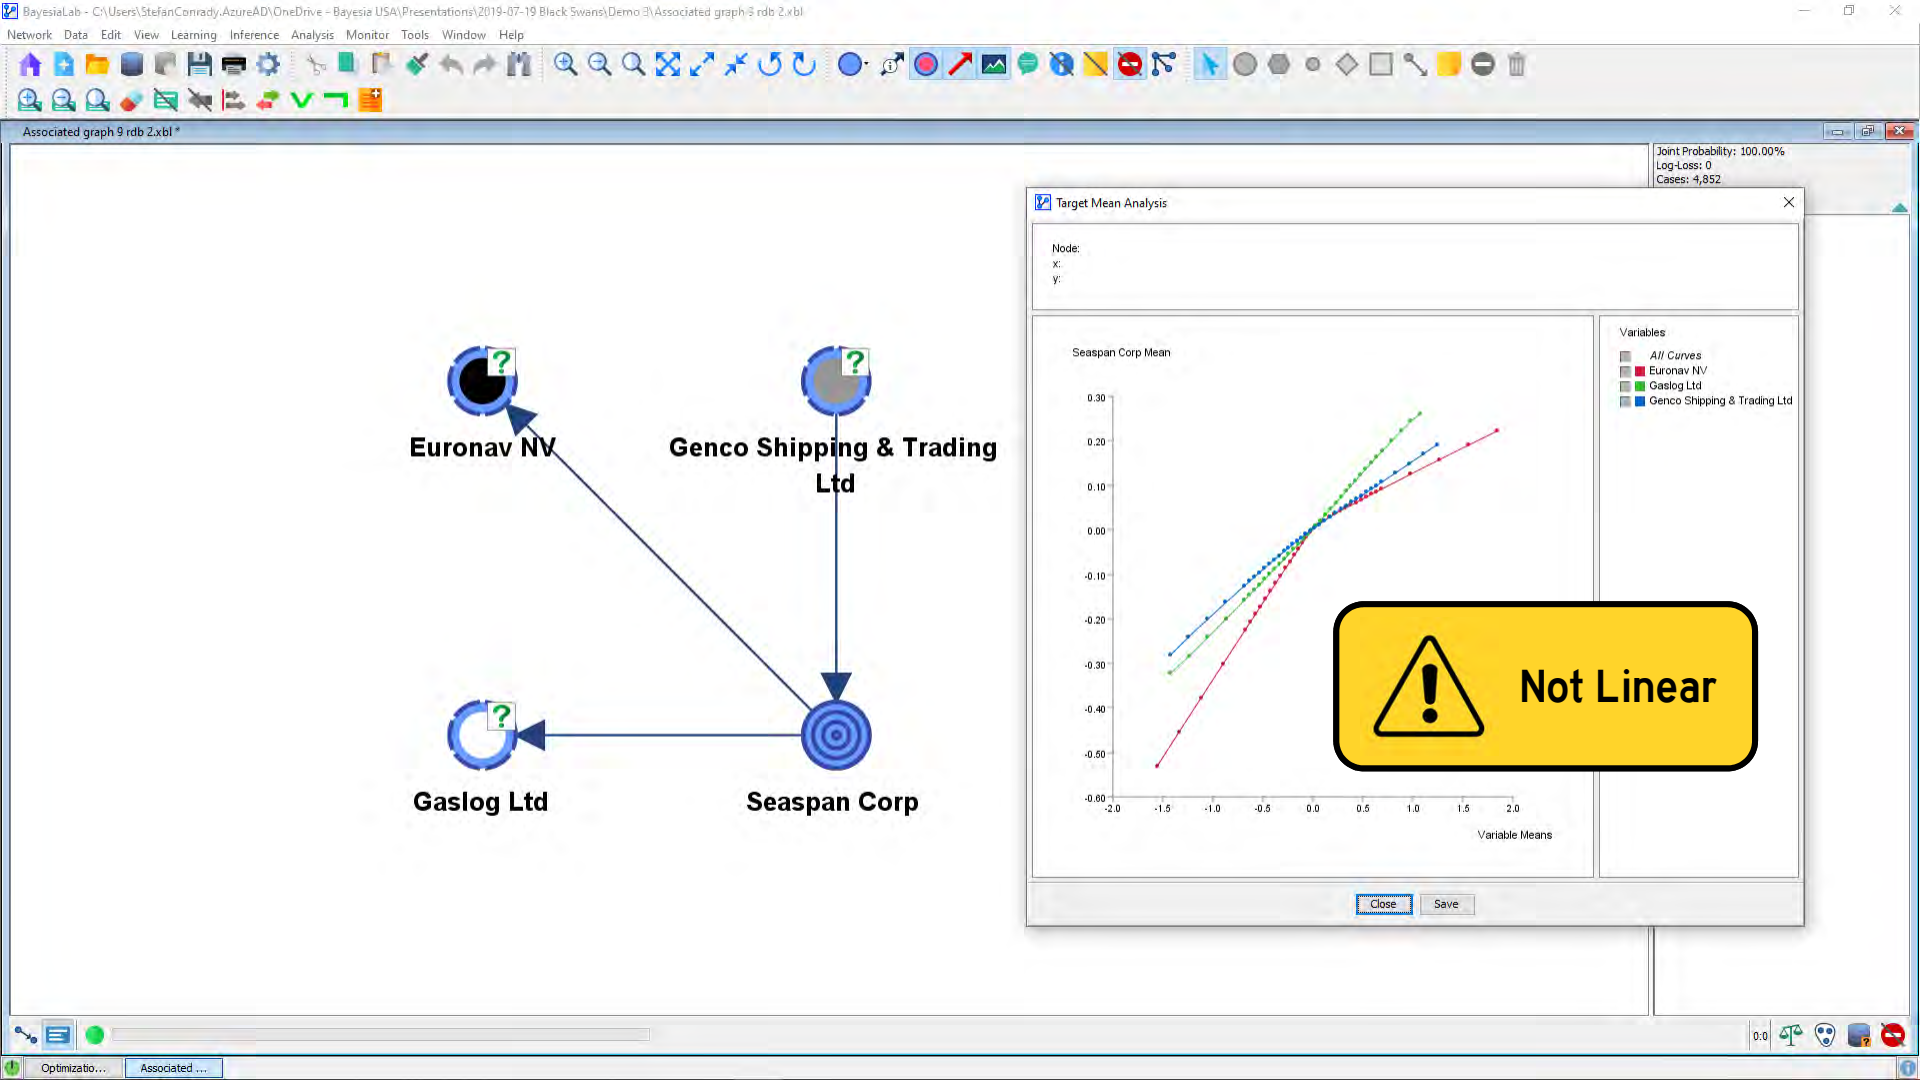 BayesiaLab - C:\Users\StefanConrady.AzureAD\OneDrive - Bayesia USA\Presentations\2019-07-19 Black Swans\Demo 3\Associated graph 9 rdb 2.xbl
Network Data Edit View Learning Inference Analysis Monitor Tools Window Help
Associated graph 9 rdb 2.xbl *
Joint Probability: 100.00%
Log-Loss: 0
Cases: 4,852
Target Mean Analysis
Node:
x:
y:
Seaspan Corp Mean
0.30
0.20
0.10
0.00
-0.10
-0.20
-0.30
-0.40
-0.50
-0.60
-2.0 -1.5 -1.0 -0.5 0.0 0.5 1.0 1.5 2.0
Variable Means
Variables
All Curves
Euronav NV
Gaslog Ltd
Genco Shipping & Trading Ltd
Not Linear
Close Save
?
Euronav NV
?
Genco Shipping & Trading
Ltd
?
Gaslog Ltd
Seaspan Corp
0:0
Optimizatio... Associated ...